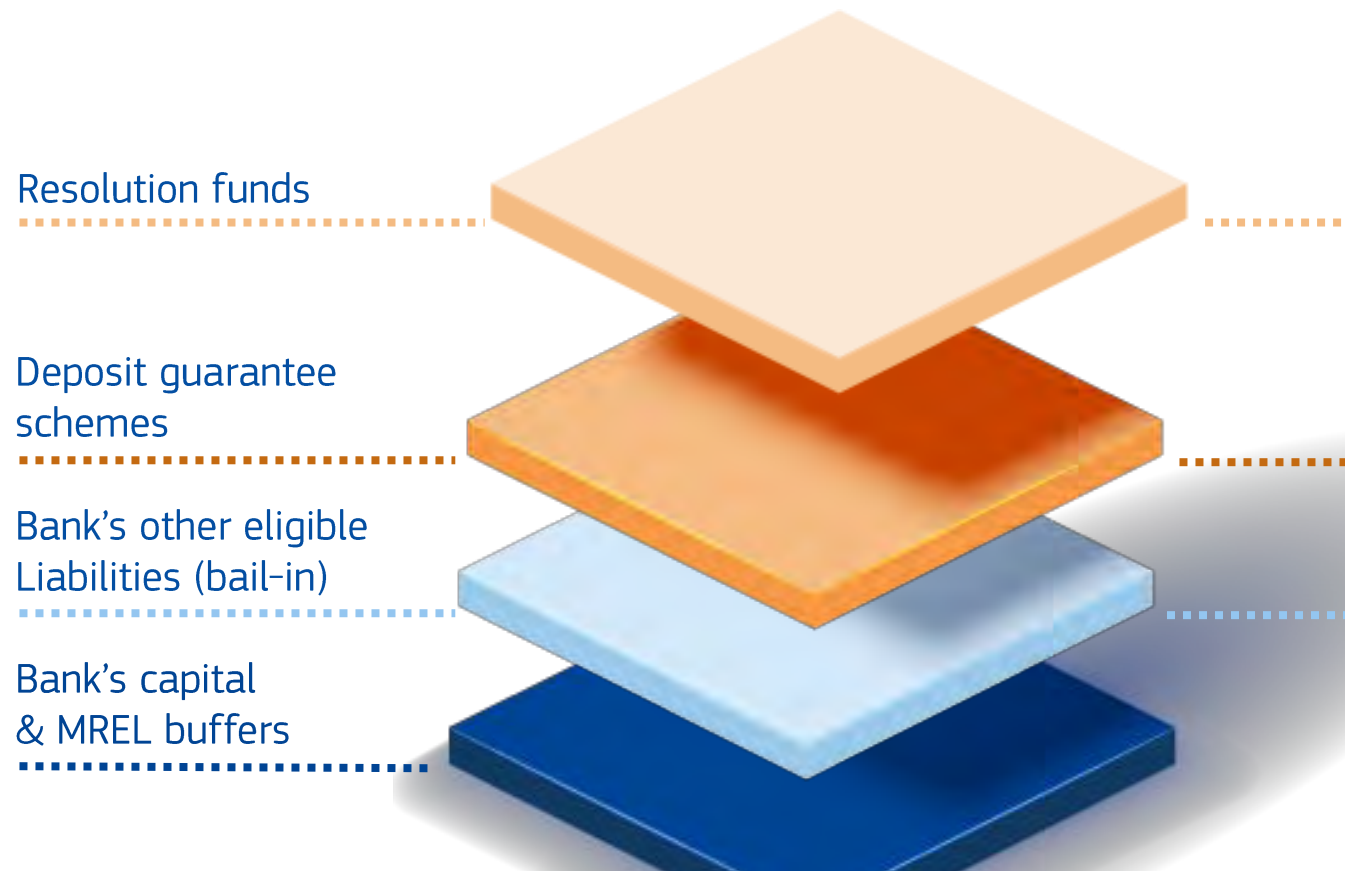 Resolution funds
Deposit guarantee
schemes
Bank’s other eligible
Liabilities (bail-in)
Bank’s capital
& MREL buffers